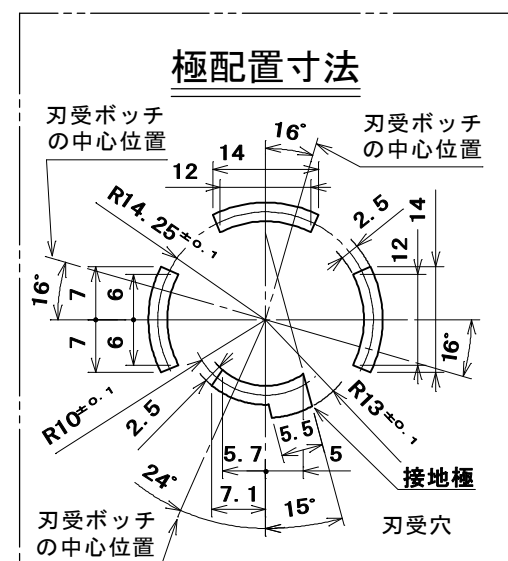 極配置寸法
刃受ボッチ
の中心位置
16°
刃受ボッチ
の中心位置
14
12
R14.25±0.1
2.5
14
12
16°
7
6
7
6
16°
R10±0.1
2.5
R13±0.1
5.5
5.7
5
接地極
24°
7.1
15°
刃受穴
刃受ボッチ
の中心位置